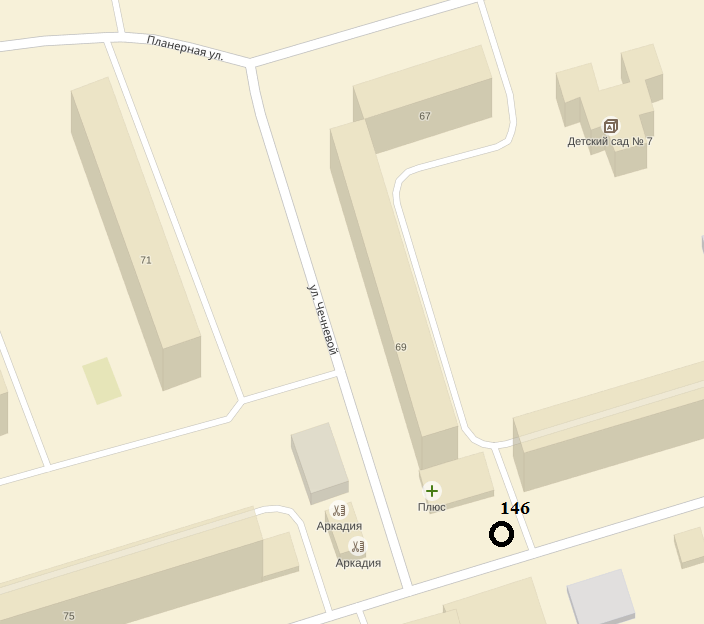 Планерная ул.
67
Детский сад № 7
71
ул. Чечневой
69
Плюс
146
Аркадия
Аркадия
75